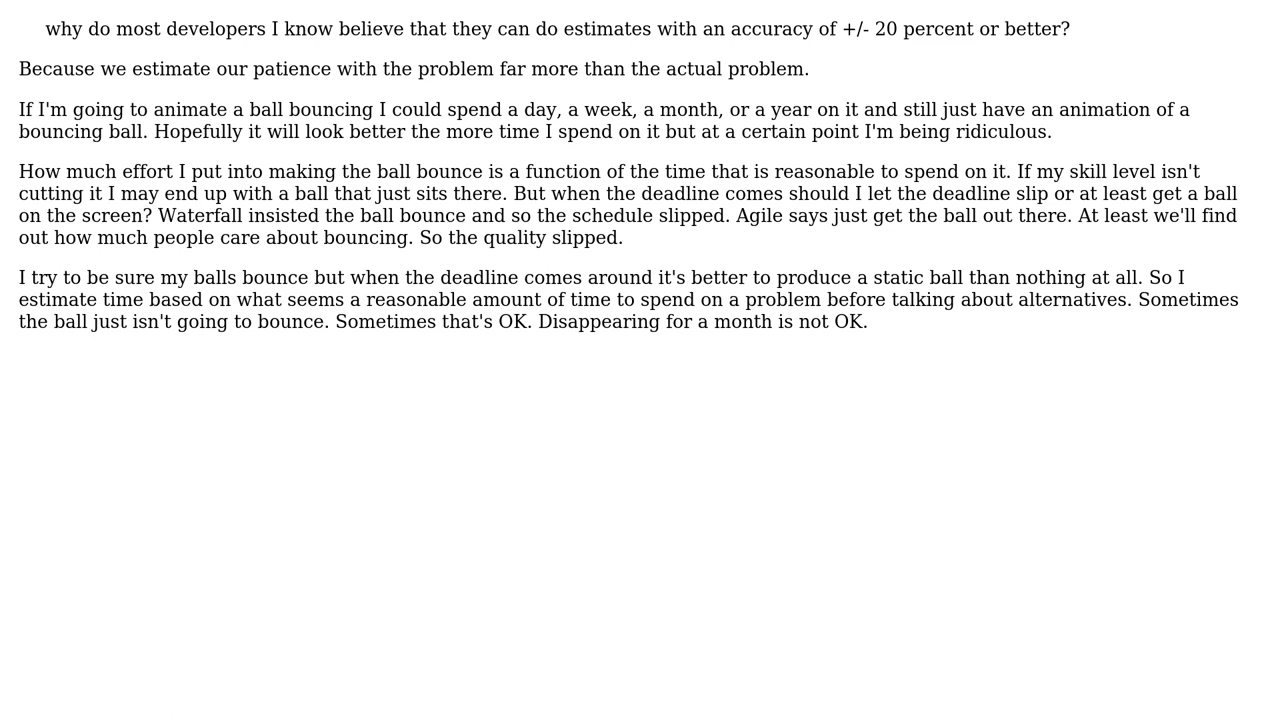 why do most developers I know believe that they can do estimates with an accuracy of +/- 20 percent or better?
Because we estimate our patience with the problem far more than the actual problem.
If I'm going to animate a ball bouncing I could spend a day, a week, a month, or a year on it and still just have an animation of a
bouncing ball. Hopefully it will look better the more time I spend on it but at a certain point I'm being ridiculous.
How much effort I put into making the ball bounce is a function of the time that is reasonable to spend on it. If my skill level isn't
cutting it I may end up with a ball that just sits there. But when the deadline comes should I let the deadline slip or at least get a ball
on the screen? Waterfall insisted the ball bounce and so the schedule slipped. Agile says just get the ball out there. At least we'll find
out how much people care about bouncing. So the quality slipped.
I try to be sure my balls bounce but when the deadline comes around it's better to produce a static ball than nothing at all. So I
estimate time based on what seems a reasonable amount of time to spend on a problem before talking about alternatives. Sometimes
the ball just isn't going to bounce. Sometimes that's OK. Disappearing for a month is not OK.